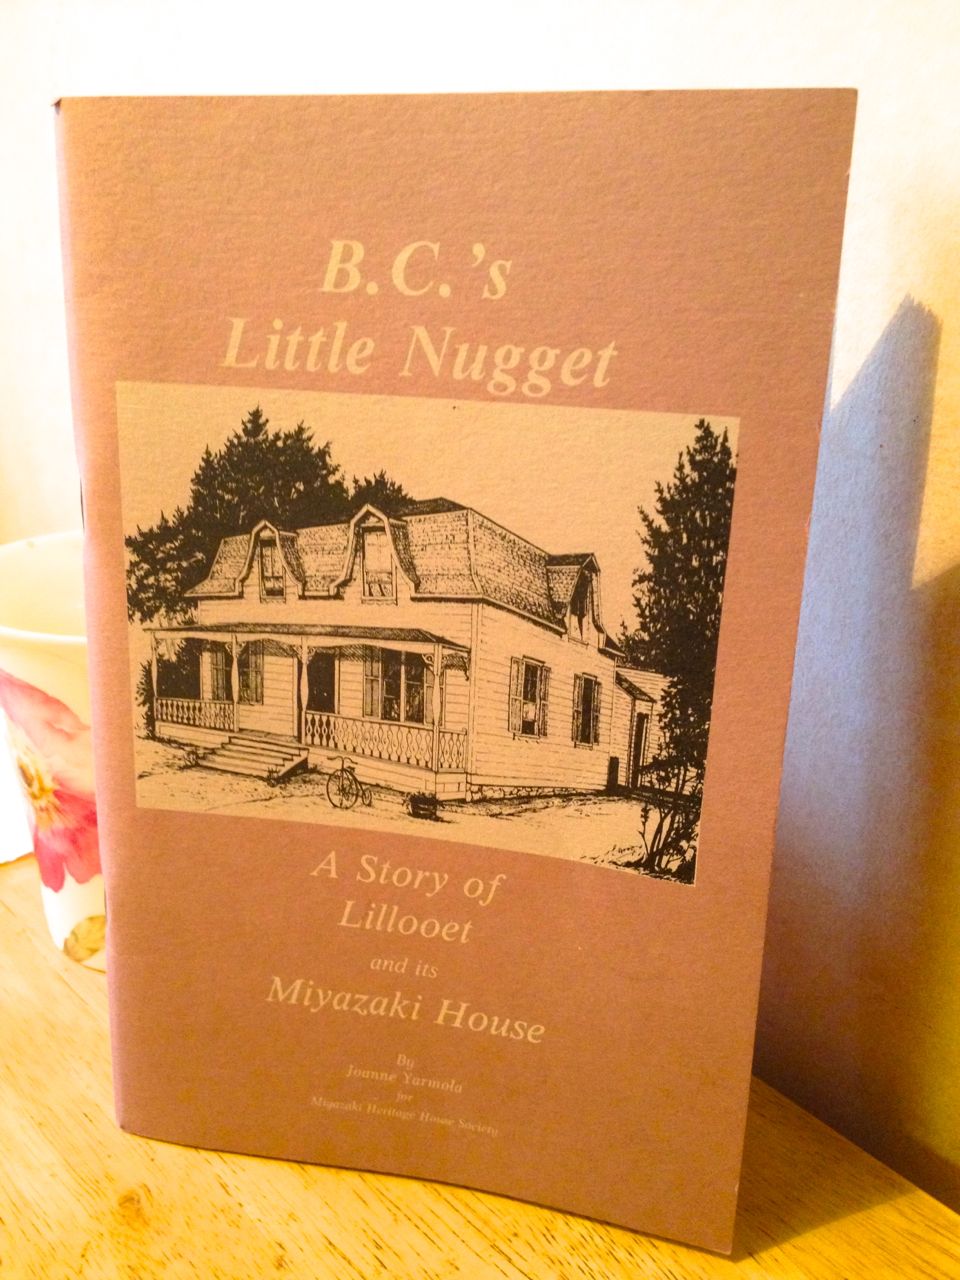 B.C.'s
Little Nugget
A Story of
Lillooet
and its
Miyazaki House
By
Joanne Yarmola
for
Miyazaki Heritage House Society